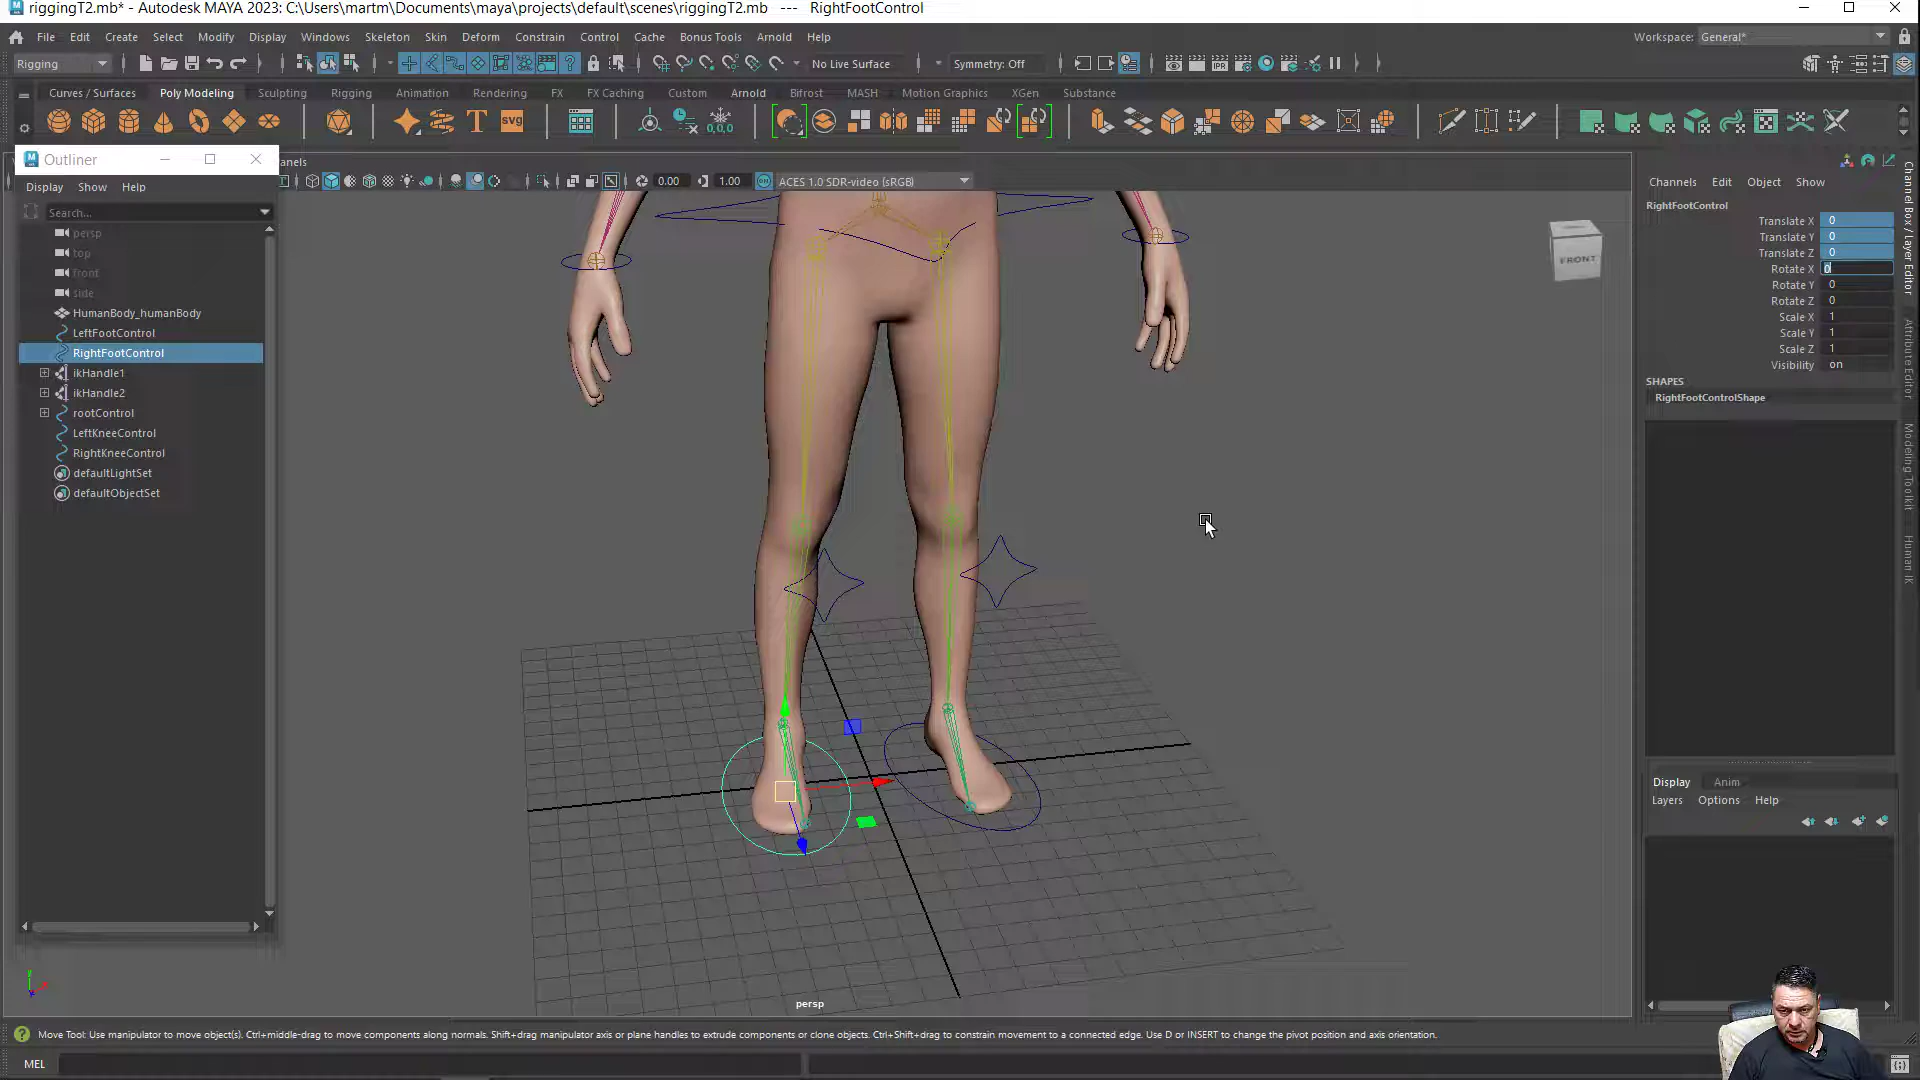 riggingT2.mb* - Autodesk MAYA 2023: C:\Users\martm\Documents\maya\projects\default\scenes\riggingT2.mb --- RightFootControl
File Edit Create Select Modify Display Windows Skeleton Skin Deform Constrain Control Cache Bonus Tools Arnold Help
Workspace: General*
Rigging
No Live Surface
Symmetry: Off
IPR
Curves / Surfaces Poly Modeling Sculpting Rigging Animation Rendering FX FX Caching Custom Arnold Bifrost MASH Motion Graphics XGen Substance
T
svg
0,0,0
Outliner
Display Show Help
Search...
anels
0.00
1.00
ACES 1.0 SDR-video (sRGB)
persp
top
front
side
HumanBody_humanBody
LeftFootControl
RightFootControl
ikHandle1
ikHandle2
rootControl
LeftKneeControl
RightKneeControl
defaultLightSet
defaultObjectSet
FRONT
persp
Channels Edit Object Show
RightFootControl
Translate X 0
Translate Y 0
Translate Z 0
Rotate X 0
Rotate Y 0
Rotate Z 0
Scale X 1
Scale Y 1
Scale Z 1
Visibility on
SHAPES
RightFootControlShape
Display Anim
Layers Options Help
Channel Box / Layer Editor
Attribute Editor
Modeling Toolkit
Human IK
Move Tool: Use manipulator to move object(s). Ctrl+middle-drag to move components along normals. Shift+drag manipulator axis or plane handles to extrude components or clone objects. Ctrl+Shift+drag to constrain movement to a connected edge. Use D or INSERT to change the pivot position and axis orientation.
MEL